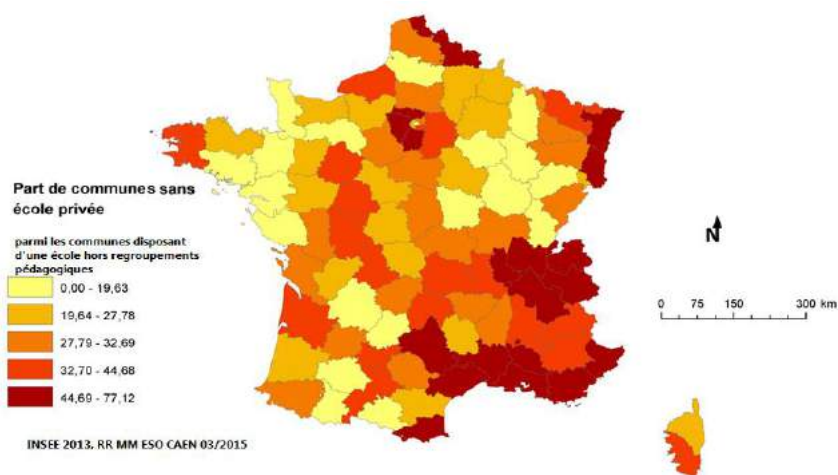 Part de communes sans
école privée
parmi les communes disposant
d'une école hors regroupements
pédagogiques
0,00 - 19,63
19,64 - 27,78
27,79 - 32,69
32,70 - 44,68
44,69 - 77,12
INSEE 2013, RR MM ESO CAEN 03/2015
N
0 75 150 300 km